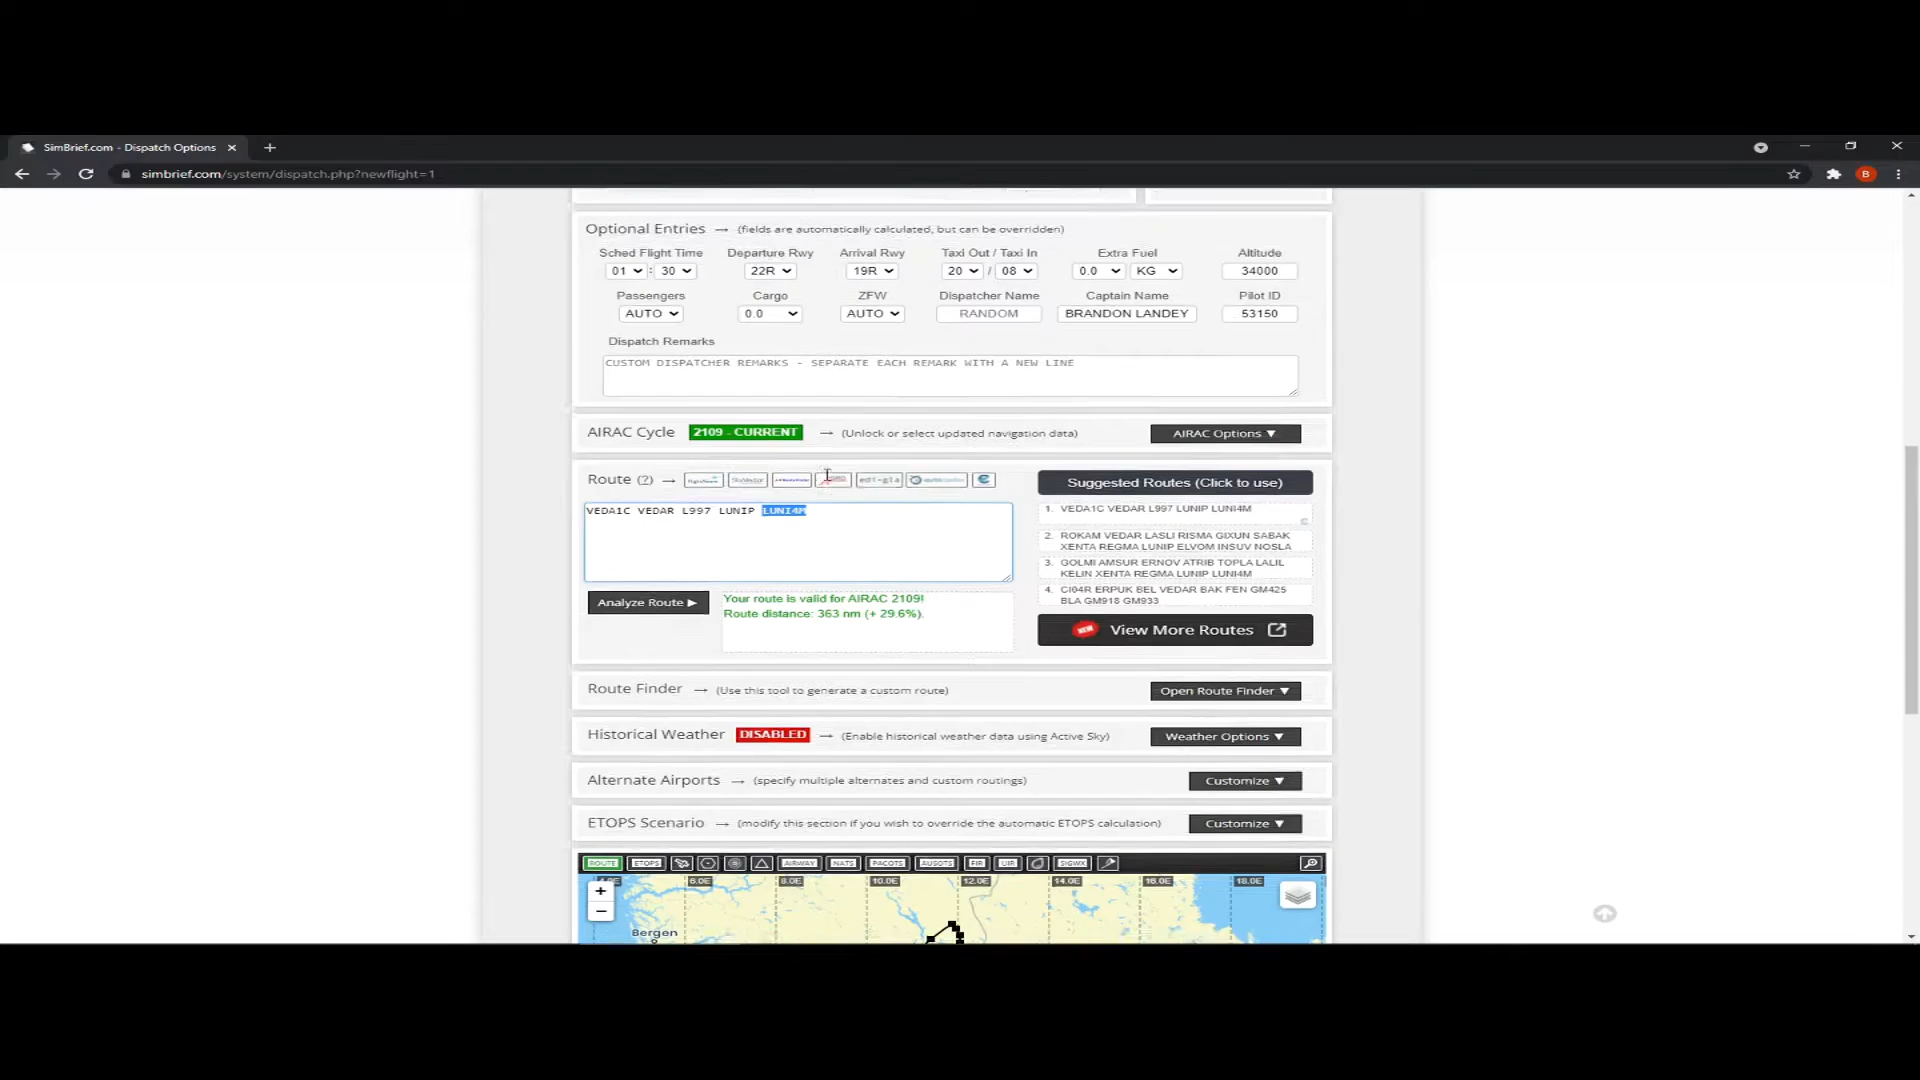 SimBrief.com - Dispatch Options
simbrief.com/system/dispatch.php?newflight=1
B
Optional Entries → (fields are automatically calculated, but can be overridden)
Sched Flight Time Departure Rwy Arrival Rwy Taxi Out / Taxi In Extra Fuel Altitude
01 : 30 22R 19R 20 / 08 0.0 KG 34000
Passengers Cargo ZFW Dispatcher Name Captain Name Pilot ID
AUTO 0.0 AUTO RANDOM BRANDON LANDEY 53150
Dispatch Remarks
CUSTOM DISPATCHER REMARKS - SEPARATE EACH REMARK WITH A NEW LINE
AIRAC Cycle 2109 - CURRENT → (Unlock or select updated navigation data) AIRAC Options ▼
Route (?) → edi-gla
VEDA1C VEDAR L997 LUNIP LUNI4M
Analyze Route ▶
Your route is valid for AIRAC 2109!
Route distance: 363 nm (+ 29.6%).
Suggested Routes (Click to use)
1. VEDA1C VEDAR L997 LUNIP LUNI4M
2. ROKAM VEDAR LASLI RISMA GIXUN SABAK
XENTA REGMA LUNIP ELVOM INSUV NOSLA
3. GOLMI AMSUR ERNOV ATRIB TOPLA LALIL
KELIN XENTA REGMA LUNIP LUNI4M
4. CI04R ERPUK BEL VEDAR BAK FEN GM425
BLA GM918 GM933
NEW View More Routes
Route Finder → (Use this tool to generate a custom route) Open Route Finder ▼
Historical Weather DISABLED → (Enable historical weather data using Active Sky) Weather Options ▼
Alternate Airports → (specify multiple alternates and custom routings) Customize ▼
ETOPS Scenario → (modify this section if you wish to override the automatic ETOPS calculation) Customize ▼
ROUTE ETOPS AIRWAY NATS PACOTS AUSOTS FIR UIR SIGWX
6.0E 8.0E 10.0E 12.0E 14.0E 16.0E 18.0E
+
−
Bergen